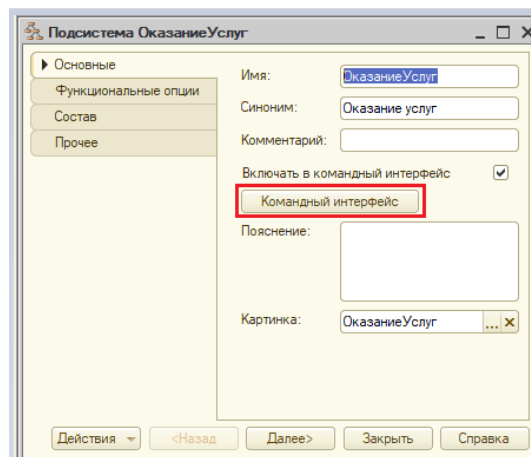 Подсистема ОказаниеУслуг
Основные
Функциональные опции
Состав
Прочее
Имя: ОказаниеУслуг
Синоним: Оказание услуг
Комментарий:
Включать в командный интерфейс
Командный интерфейс
Пояснение:
Картинка: ОказаниеУслуг ... x
Действия <Назад Далее> Закрыть Справка